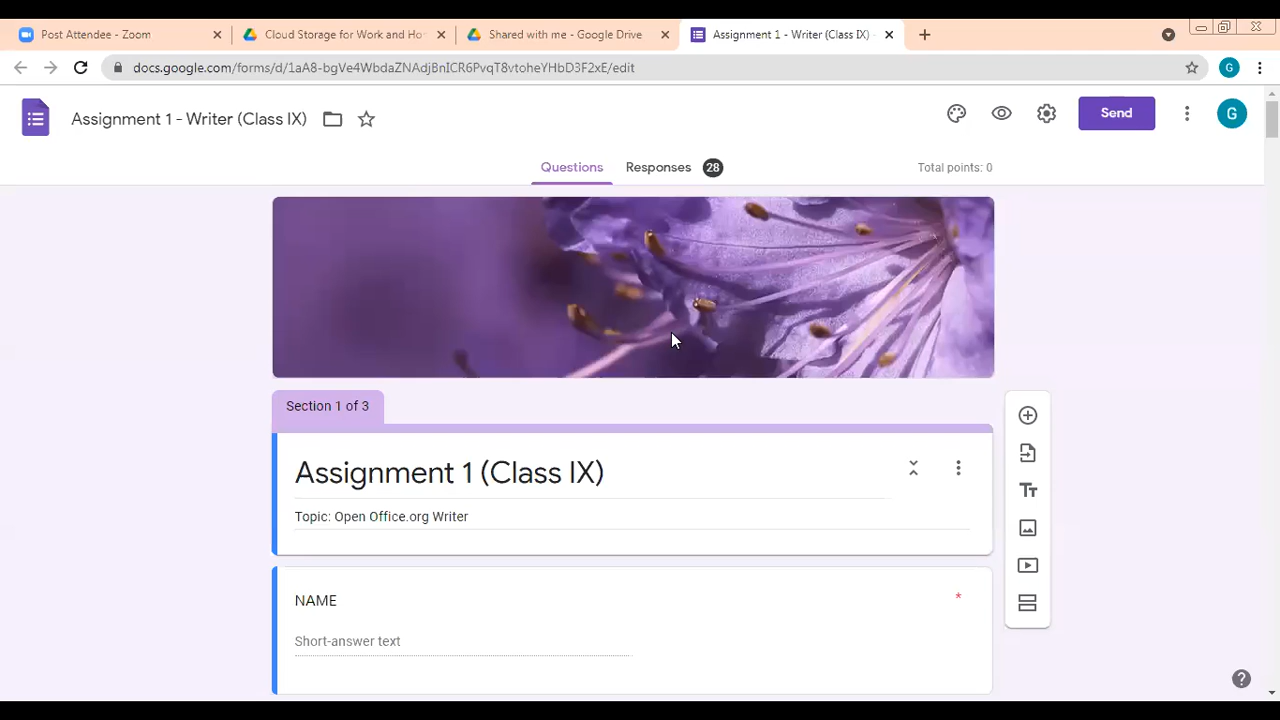 Post Attendee - Zoom
Cloud Storage for Work and Ho
Shared with me - Google Drive
Assignment 1 - Writer (Class IX) -
docs.google.com/forms/d/1aA8-bgVe4WbdaZNAdjBnICR6PvqT8vtoheYHbD3F2xE/edit
G
Assignment 1 - Writer (Class IX)
Send
G
Questions
Responses 28
Total points: 0
Section 1 of 3
Assignment 1 (Class IX)
Topic: Open Office.org Writer
Tт
NAME
*
Short-answer text